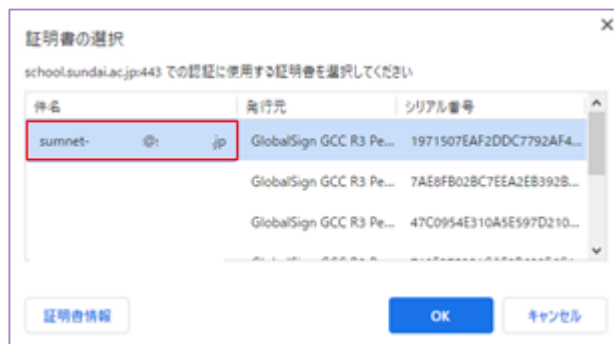 証明書の選択
school.sundai.ac.jp:443 での認証に使用する証明書を選択してください
件名 発行元 シリアル番号
sumnet- @: .jp GlobalSign GCC R3 Pe... 1971507EAF2DDC7792AF4...
GlobalSign GCC R3 Pe... 7AE8FB02BC7EEA2EB392B...
GlobalSign GCC R3 Pe... 47C0954E310A5E597D210...
証明書情報 OK キャンセル